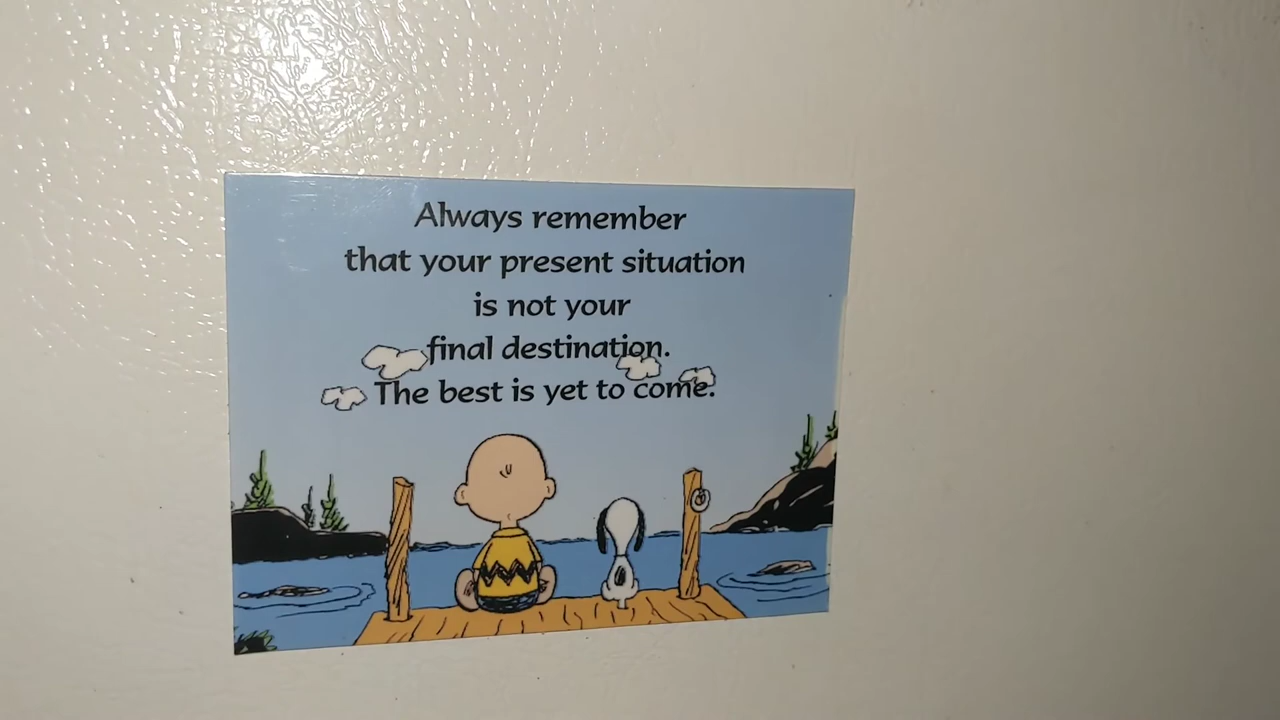 Always remember
that your present situation
is not your
final destination.
The best is yet to come.